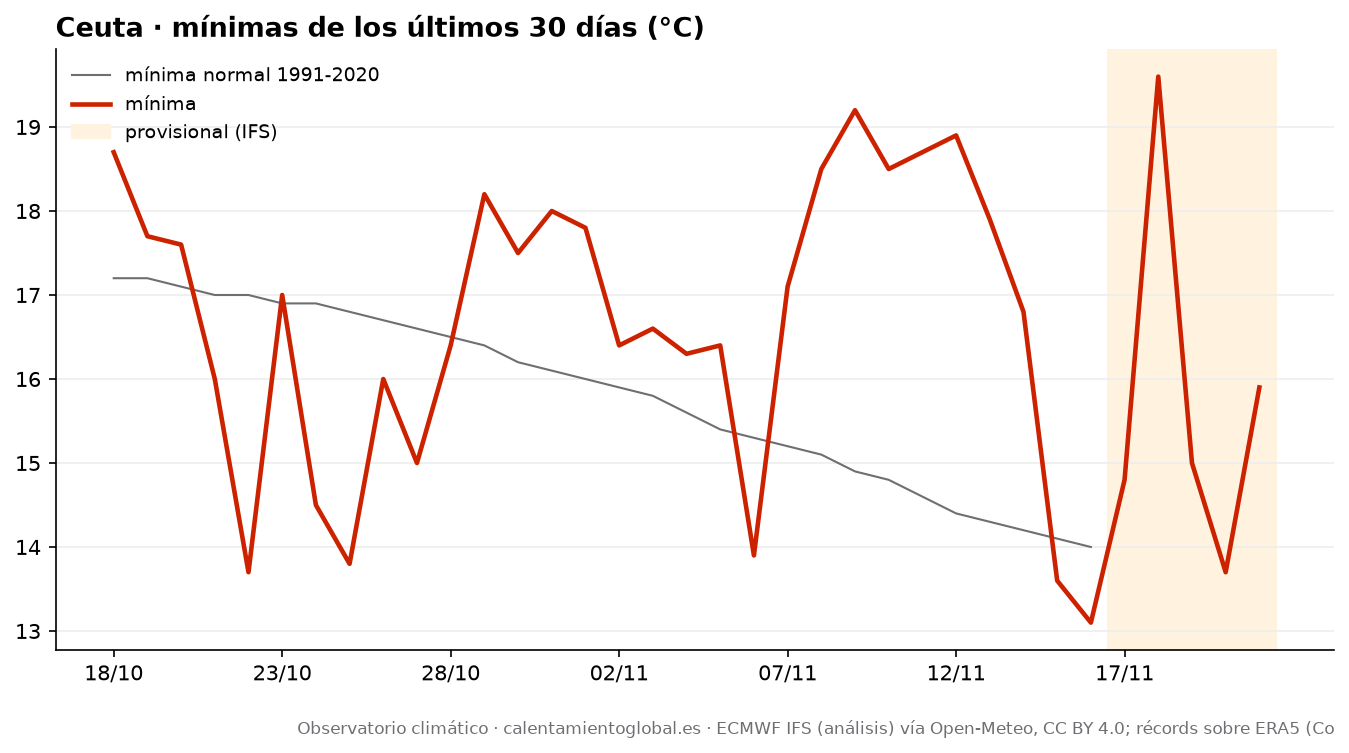 Ceuta · mínimas de los últimos 30 días (°C)
mínima normal 1991-2020
mínima
provisional (IFS)
19
18
17
16
15
14
13
18/10 23/10 28/10 02/11 07/11 12/11 17/11
Observatorio climático · calentamientoglobal.es · ECMWF IFS (análisis) vía Open-Meteo, CC BY 4.0; récords sobre ERA5 (Co